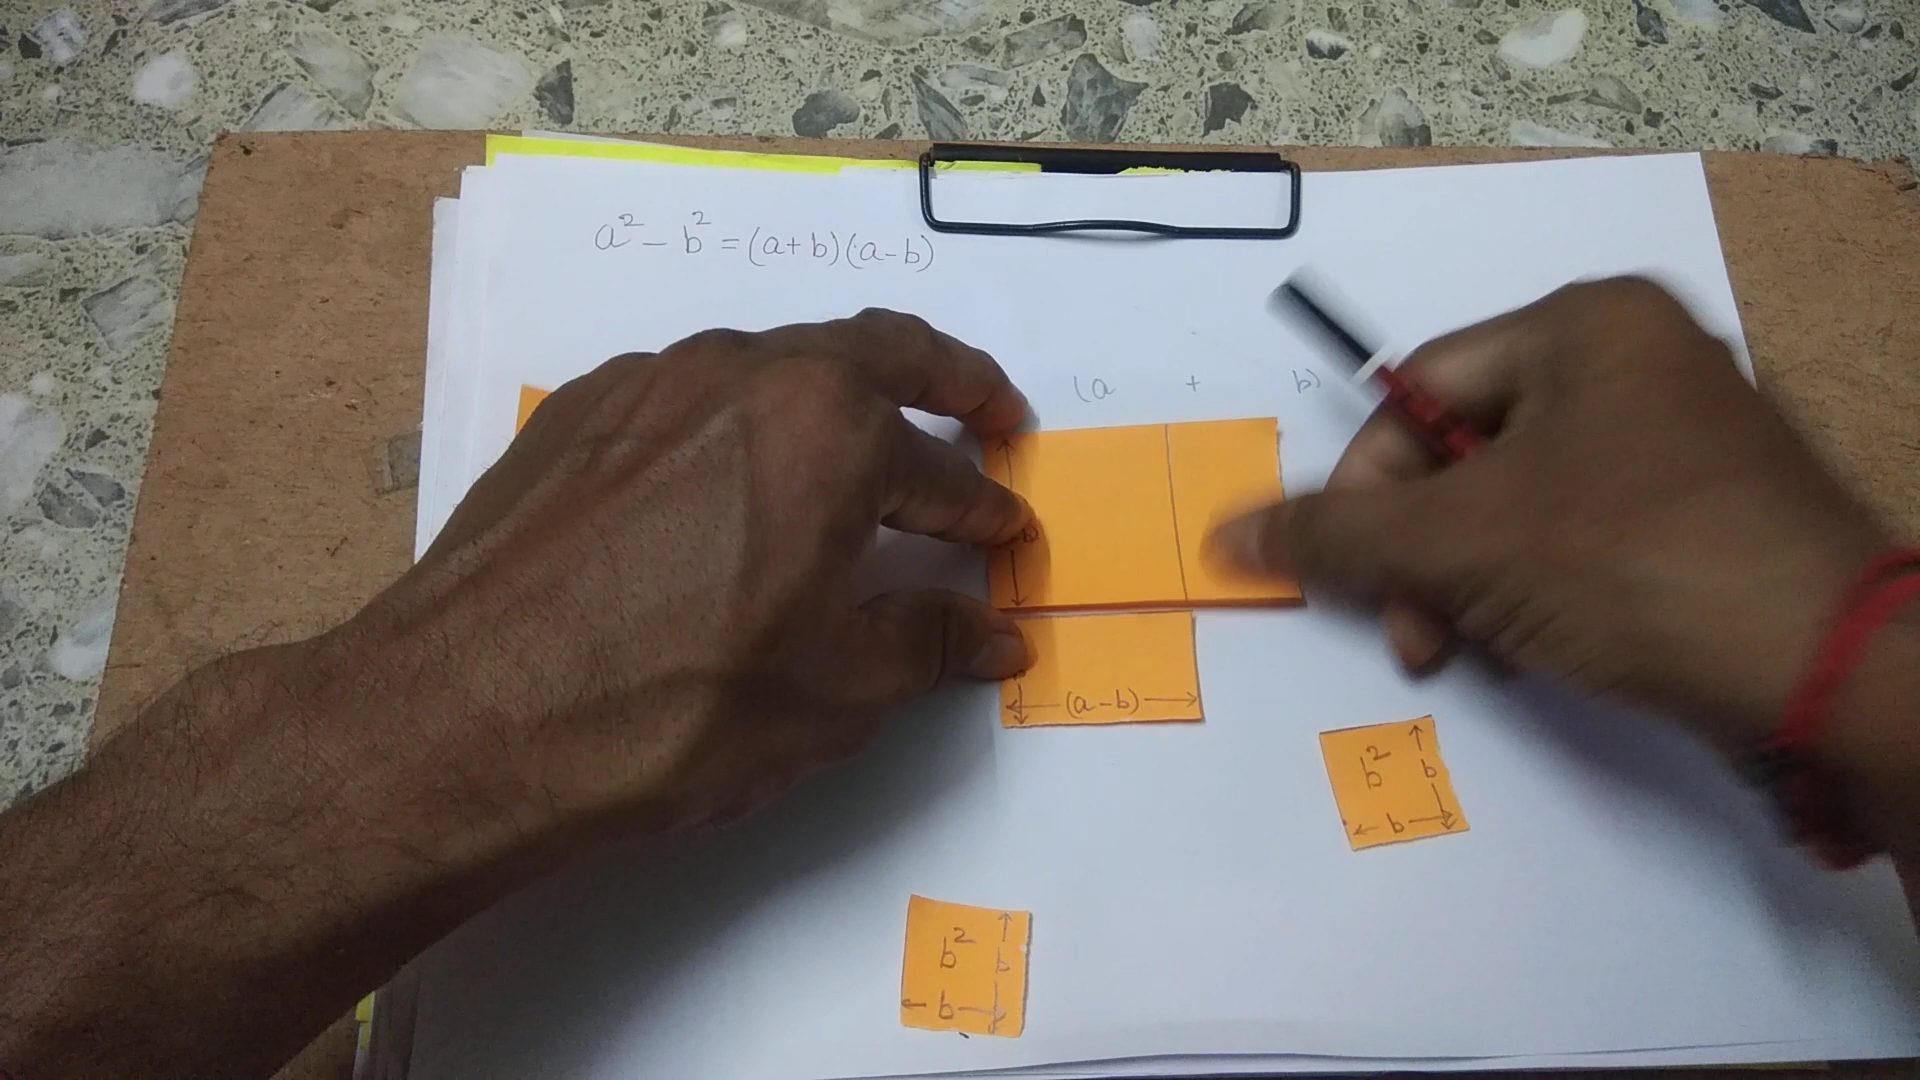 a² - b² = (a+b)(a-b)
(a + b)
(a-b)
b²
b
b
b²
b
b